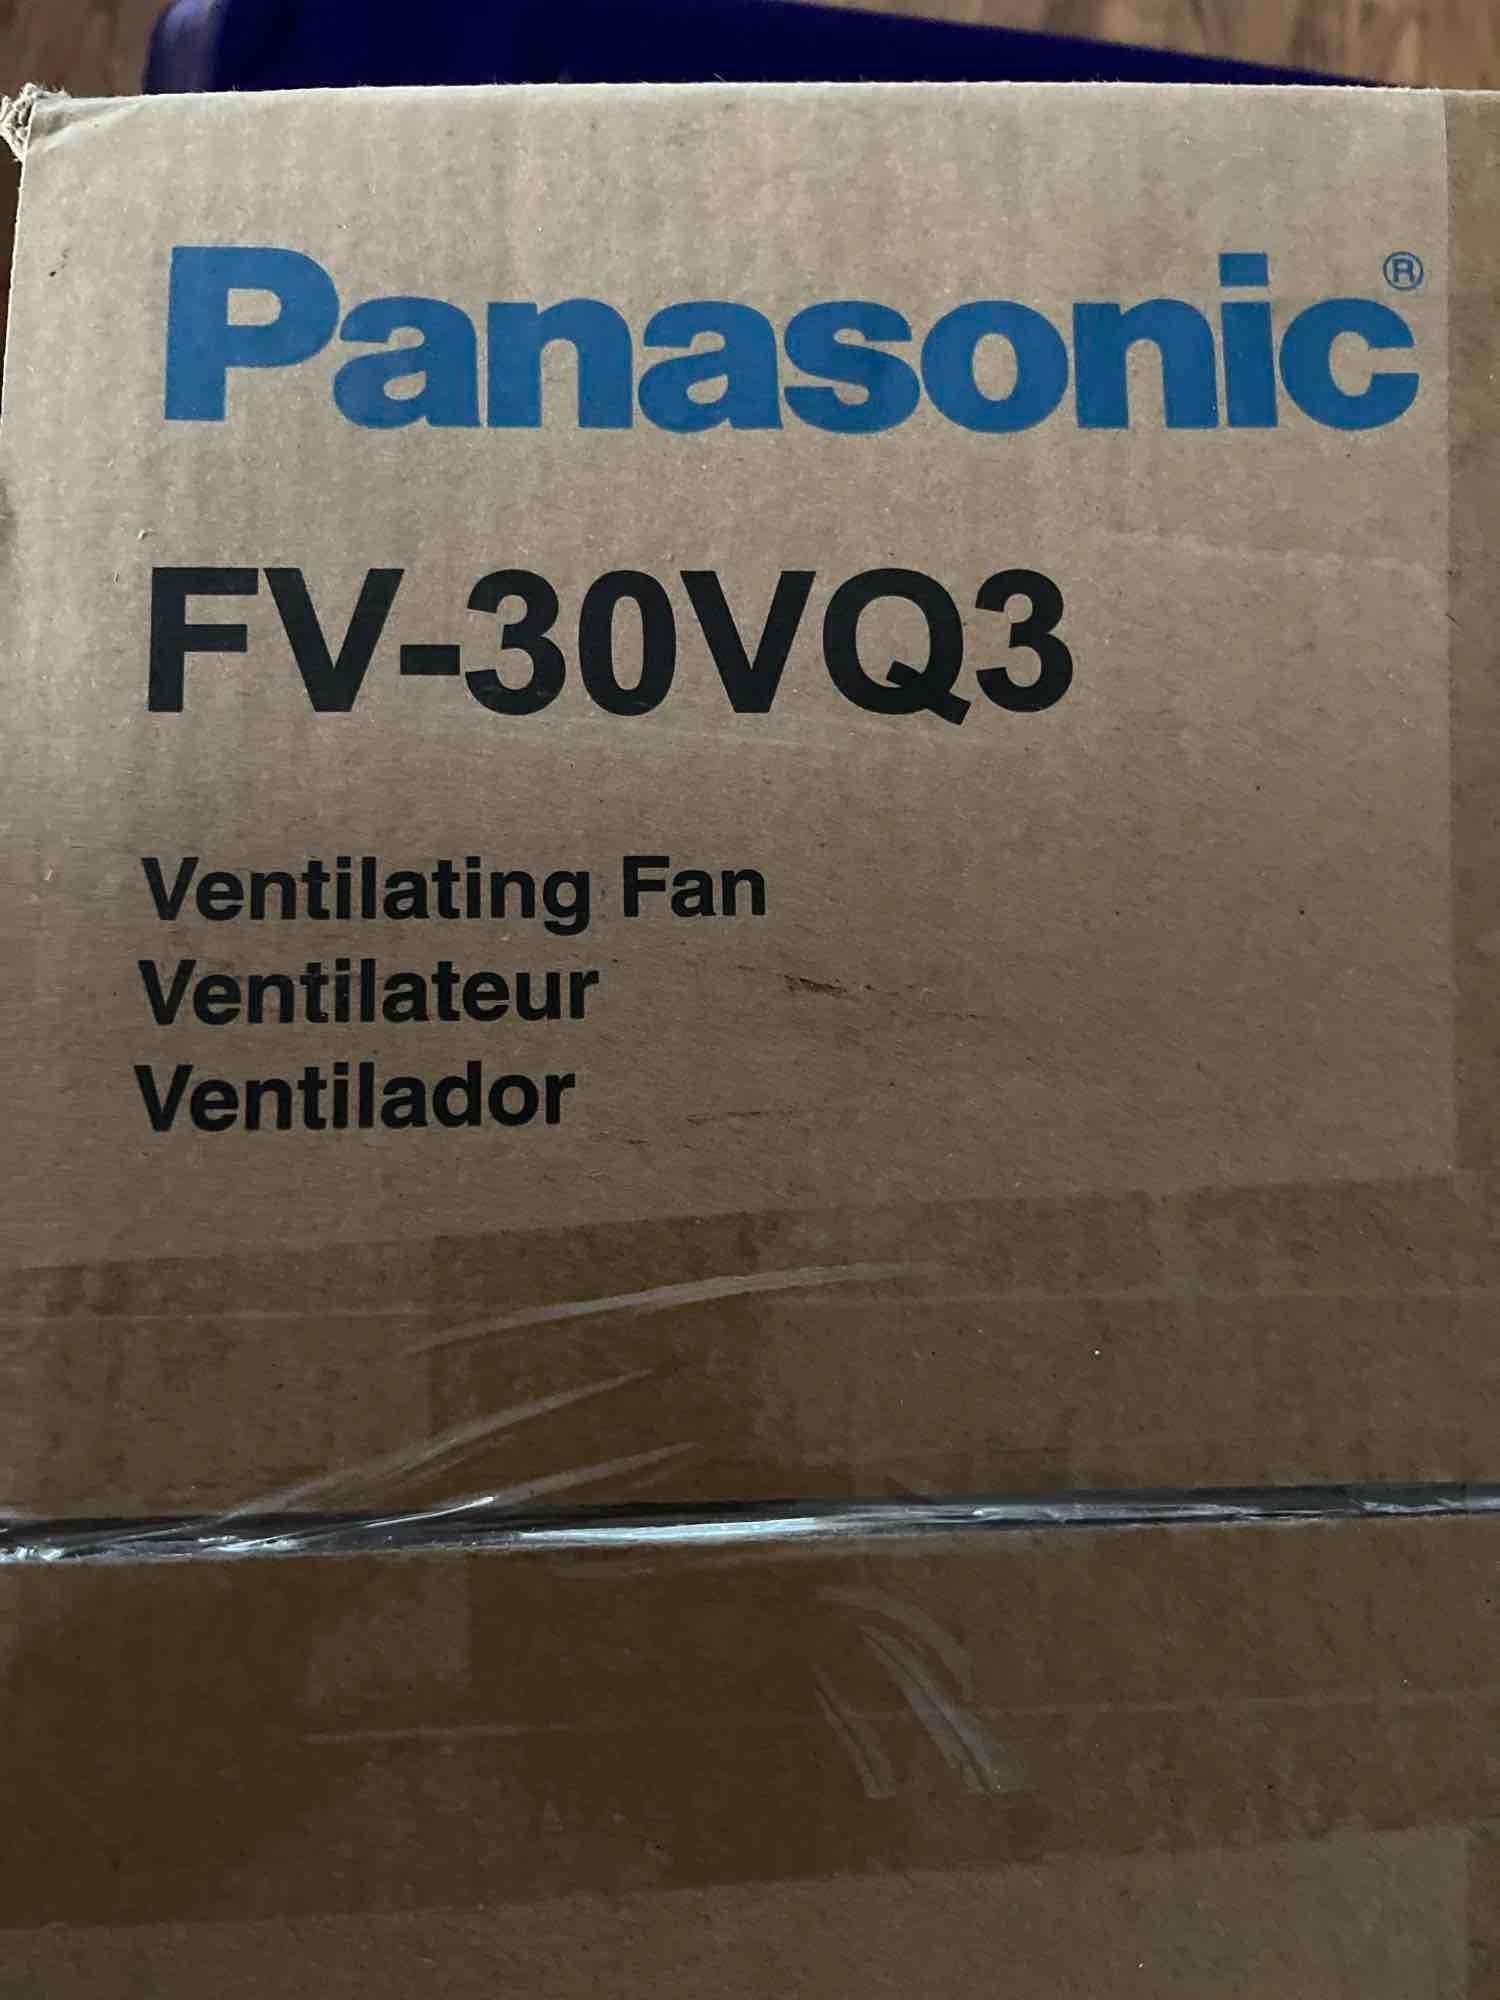 Panasonic®
FV-30VQ3
Ventilating Fan
Ventilateur
Ventilador